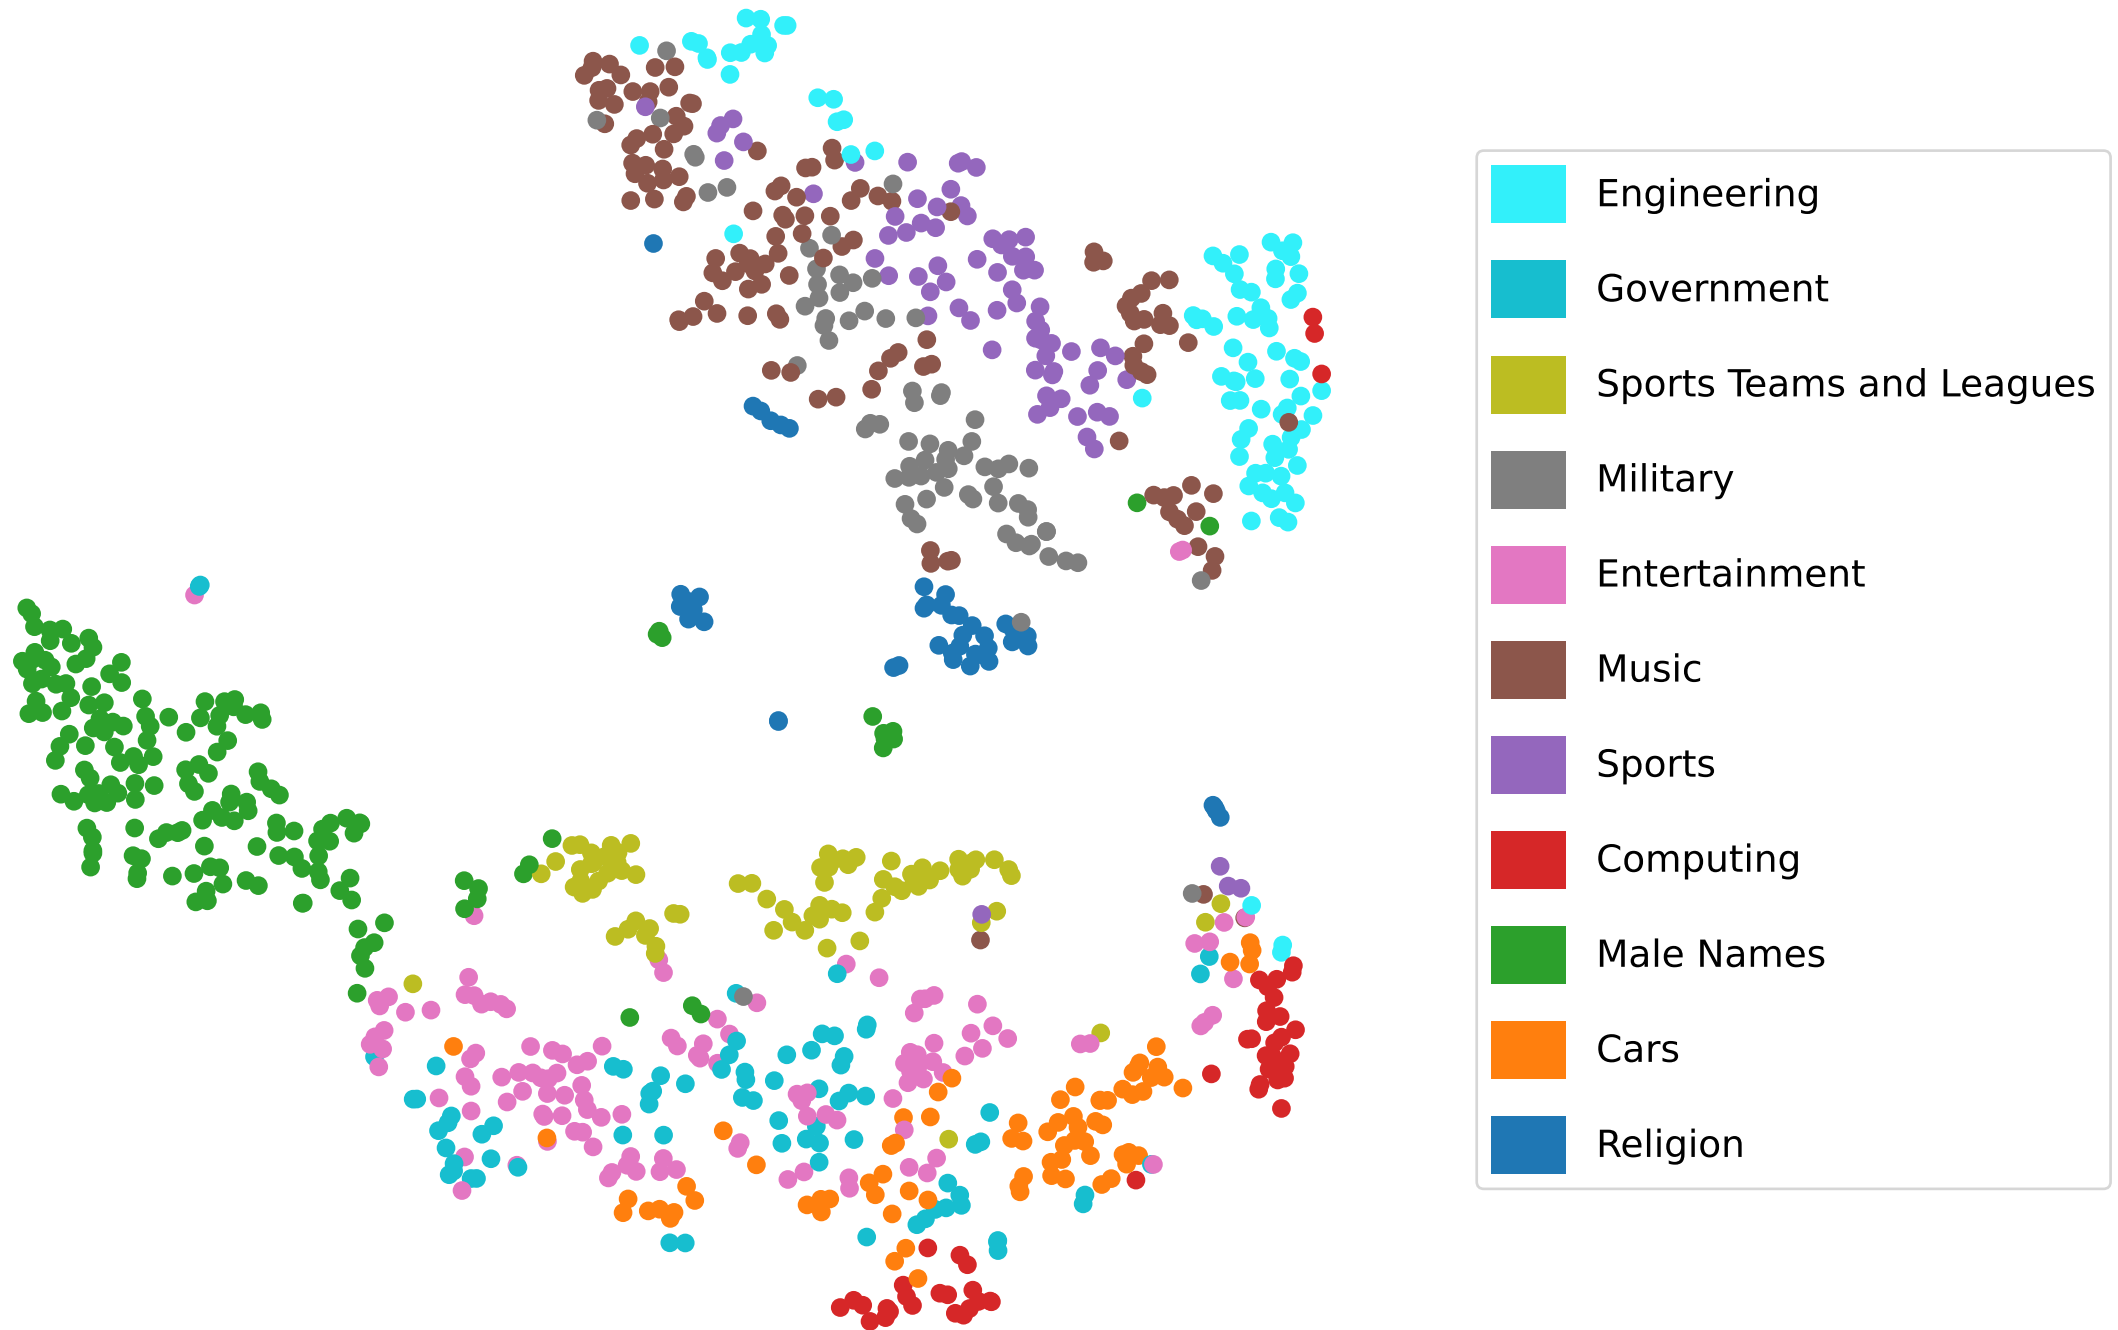 Engineering
Government
Sports Teams and Leagues
Military
Entertainment
Music
Sports
Computing
Male Names
Cars
Religion